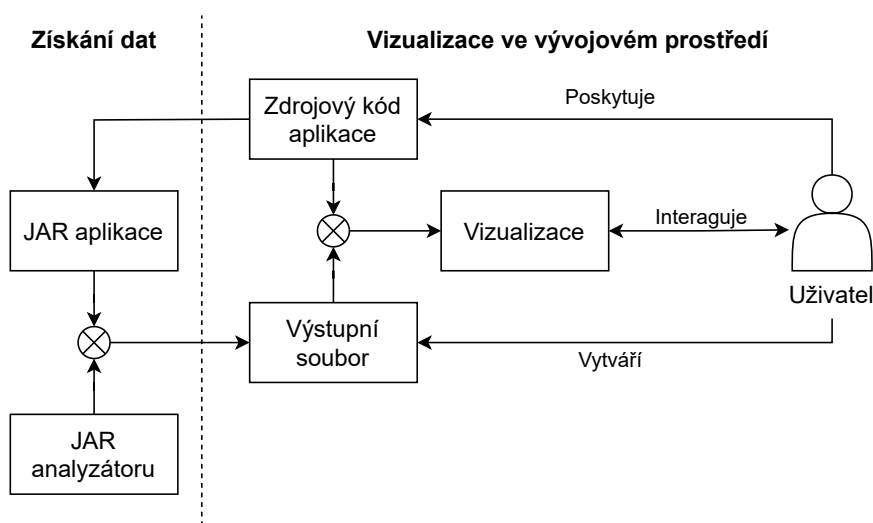 Získání dat
Vizualizace ve vývojovém prostředí
Zdrojový kód
aplikace
Poskytuje
JAR aplikace
Vizualizace
Interaguje
Uživatel
Výstupní
soubor
Vytváří
JAR
analyzátoru